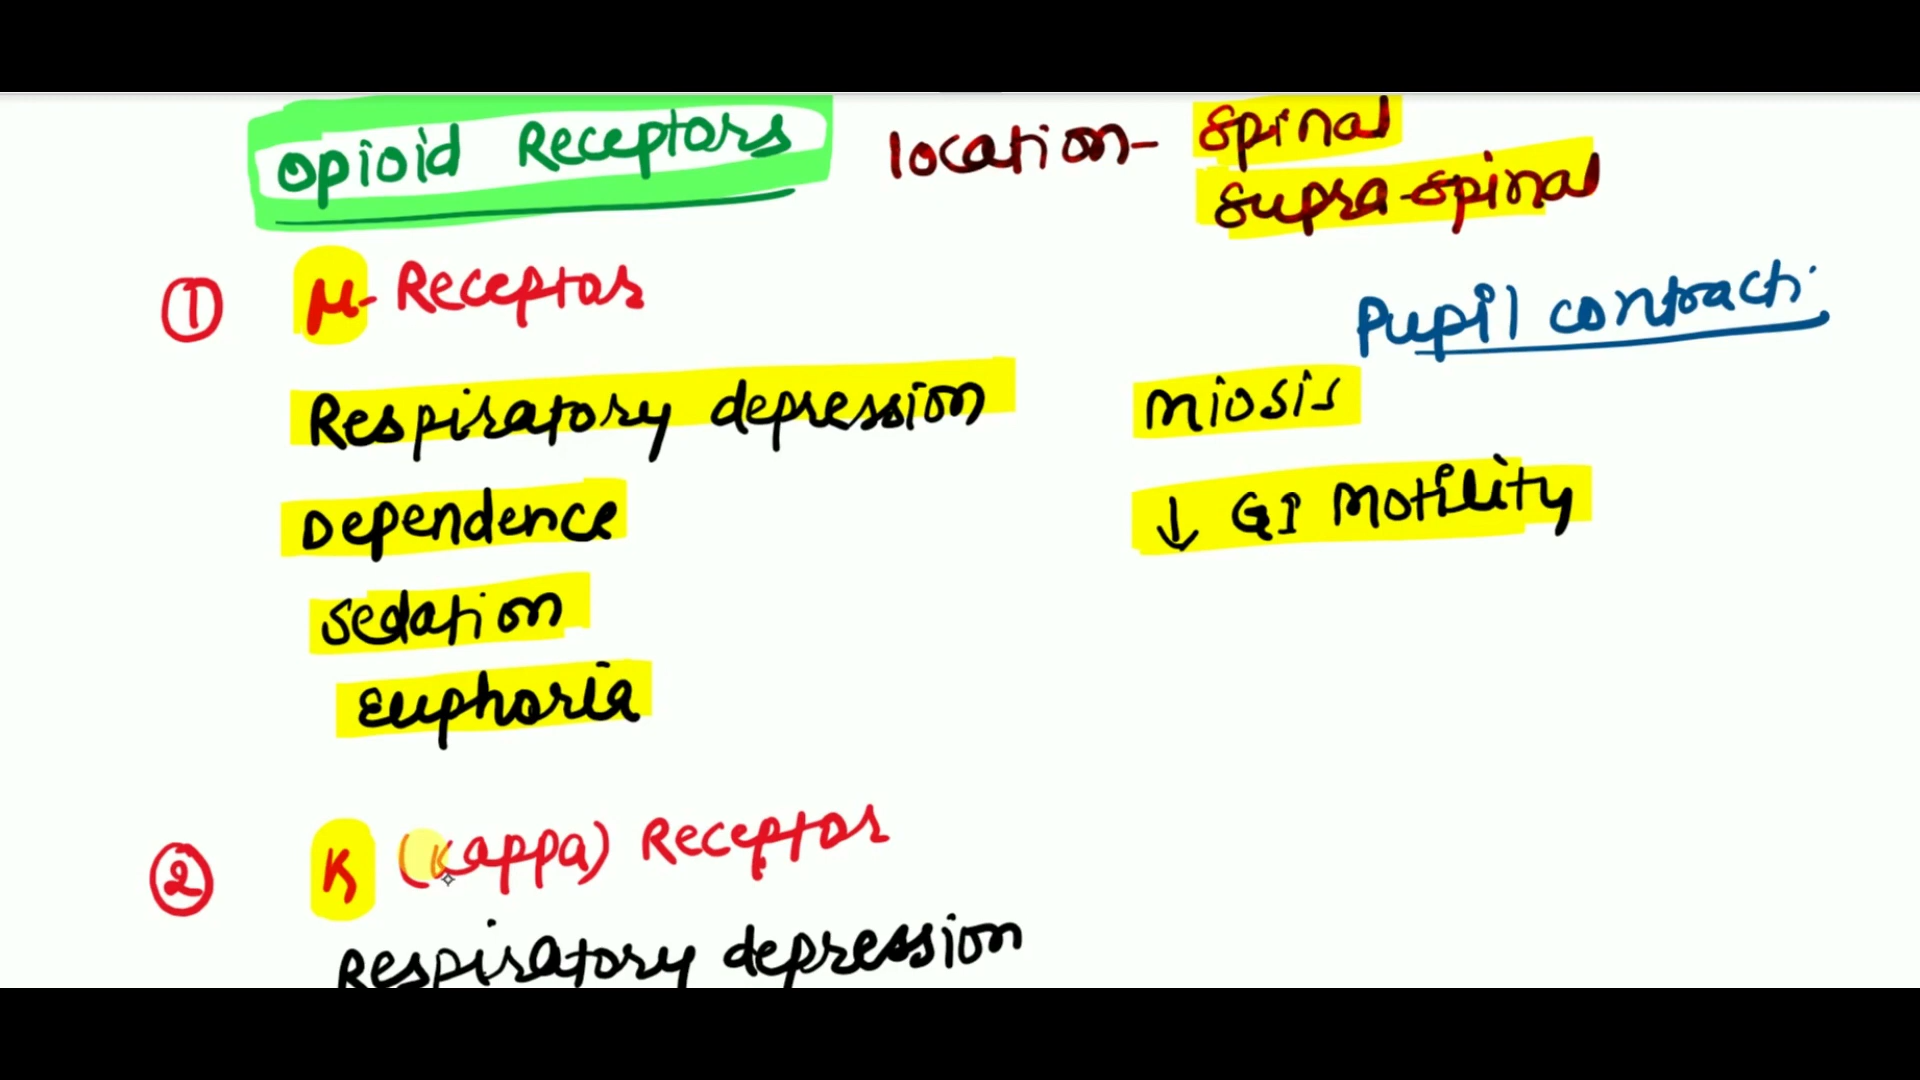 Opioid Receptors location- Spinal
Supra-spinal
① μ- Receptor
Pupil contracti.
Respiratory depression miosis
Dependence ↓ GI Motility
Sedation
Euphoria
② K (Kappa) Receptor
Respiratory depression